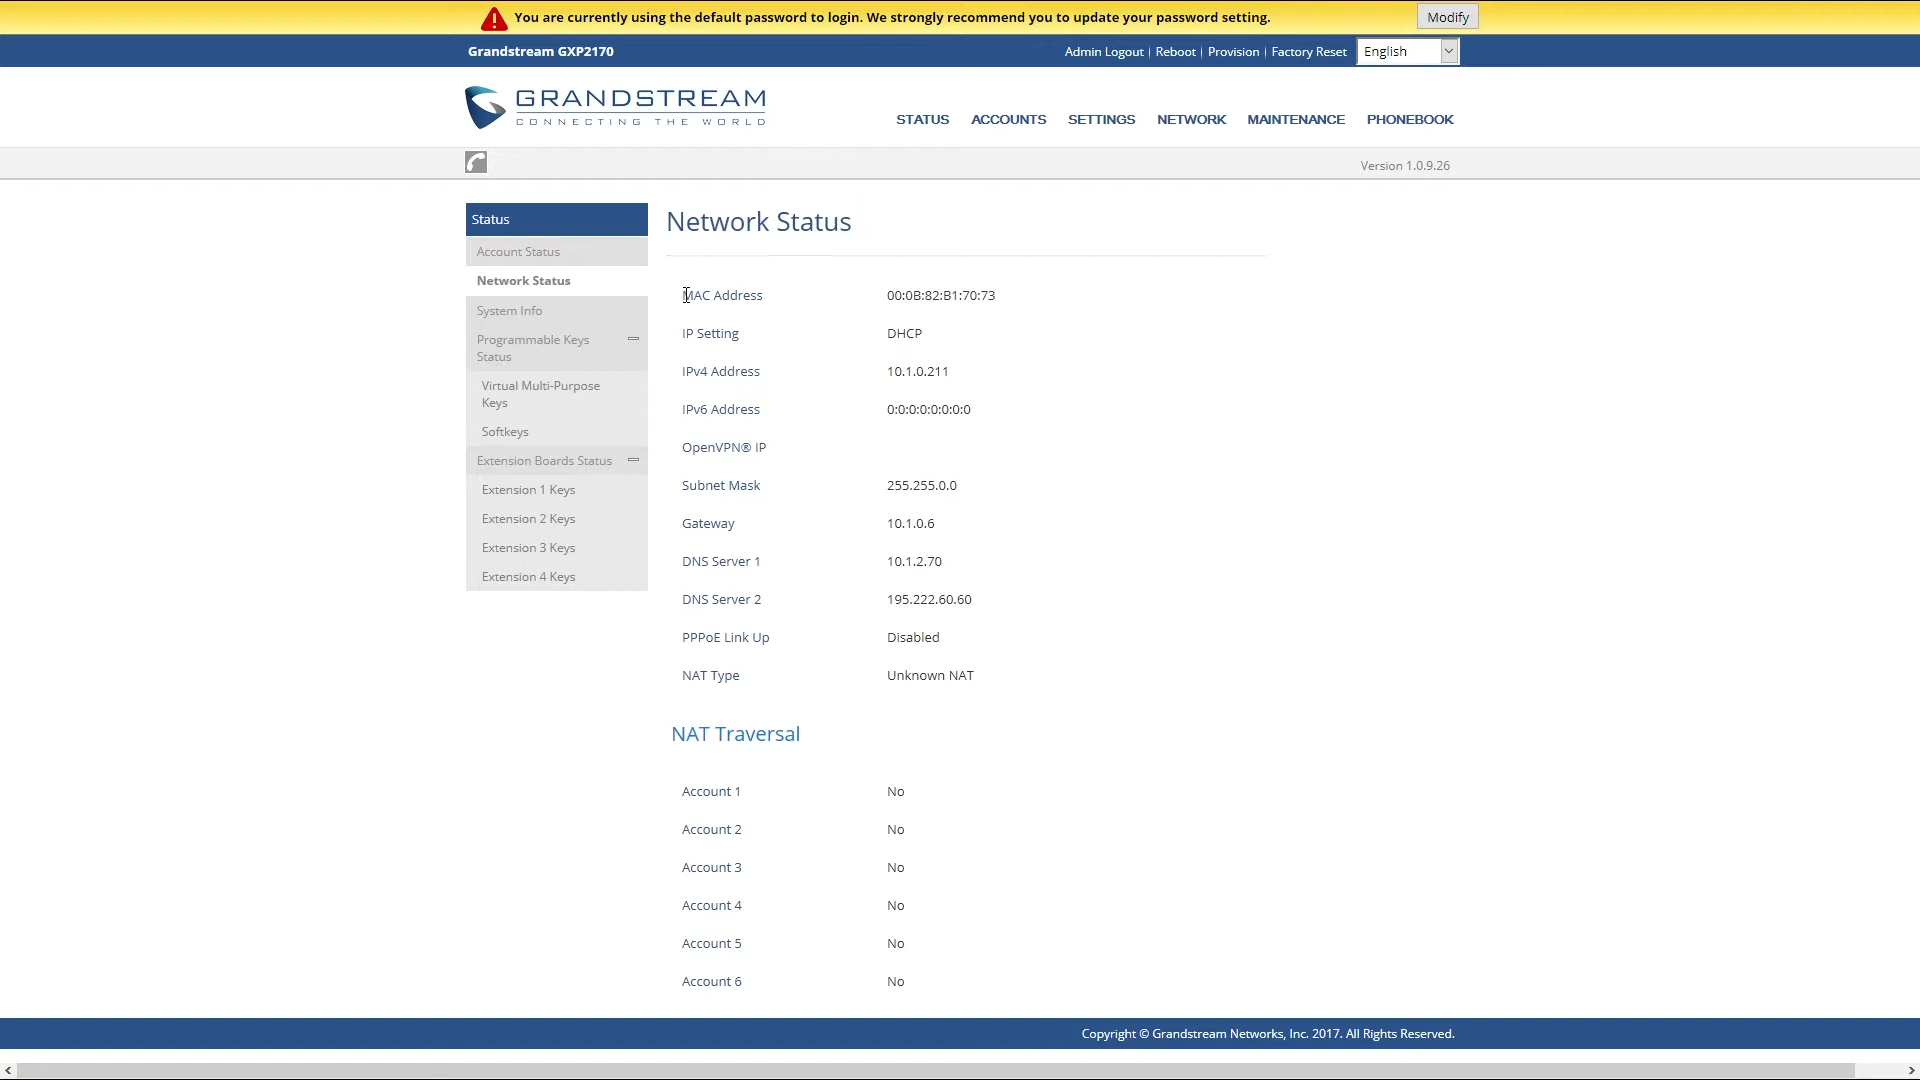 You are currently using the default password to login. We strongly recommend you to update your password setting.
Modify
Grandstream GXP2170
Admin Logout | Reboot | Provision | Factory Reset
English
GRANDSTREAM
CONNECTING THE WORLD
STATUS ACCOUNTS SETTINGS NETWORK MAINTENANCE PHONEBOOK
Version 1.0.9.26
Status
Account Status
Network Status
System Info
Programmable Keys
Status
Virtual Multi-Purpose
Keys
Softkeys
Extension Boards Status
Extension 1 Keys
Extension 2 Keys
Extension 3 Keys
Extension 4 Keys
Network Status
MAC Address 00:0B:82:B1:70:73
IP Setting DHCP
IPv4 Address 10.1.0.211
IPv6 Address 0:0:0:0:0:0:0:0
OpenVPN® IP
Subnet Mask 255.255.0.0
Gateway 10.1.0.6
DNS Server 1 10.1.2.70
DNS Server 2 195.222.60.60
PPPoE Link Up Disabled
NAT Type Unknown NAT
NAT Traversal
Account 1 No
Account 2 No
Account 3 No
Account 4 No
Account 5 No
Account 6 No
Copyright © Grandstream Networks, Inc. 2017. All Rights Reserved.